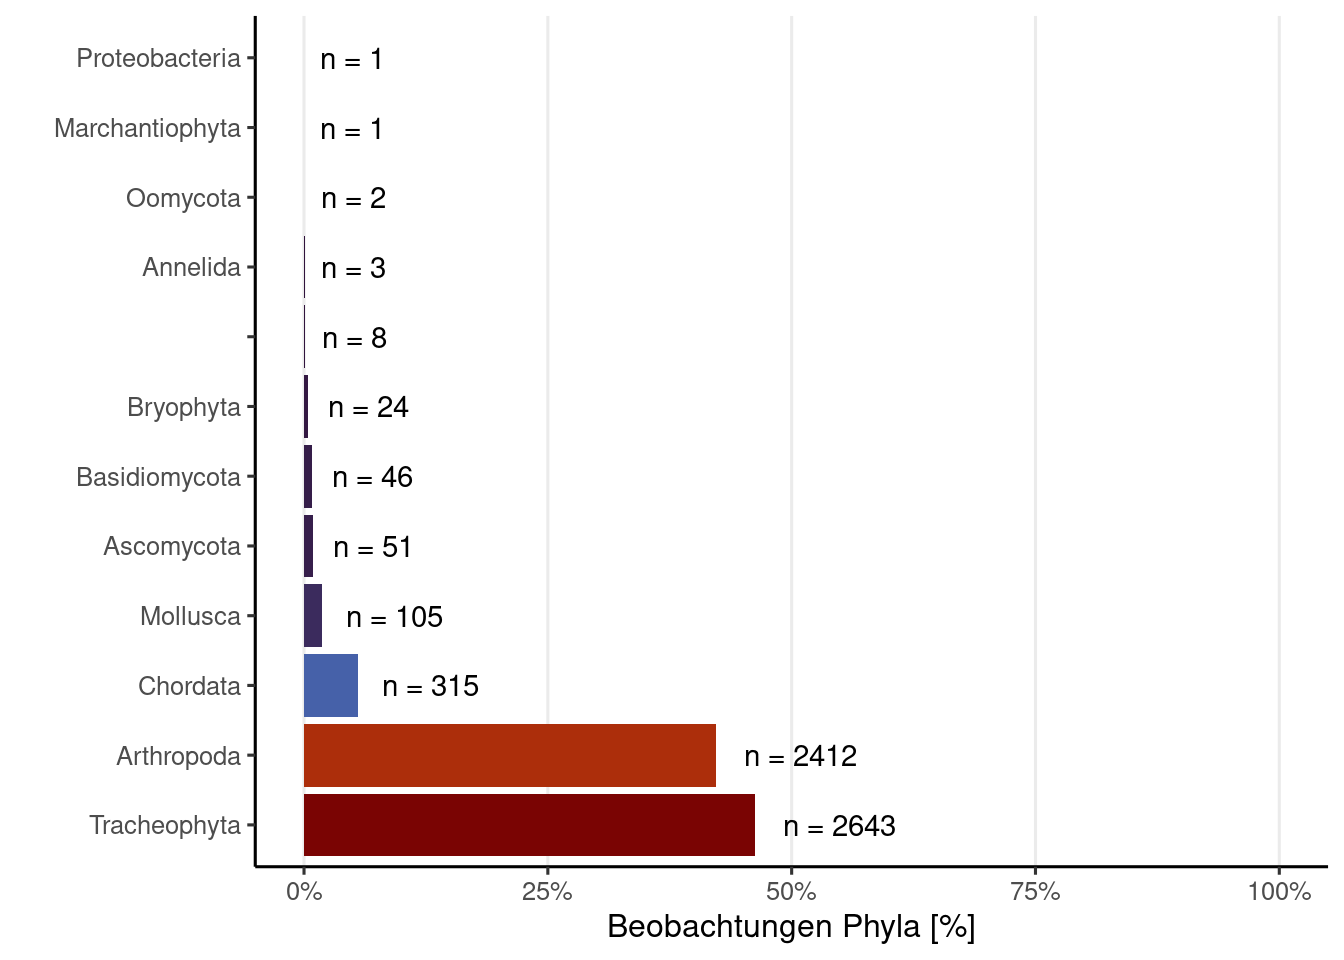 Proteobacteria n = 1
Marchantiophyta n = 1
Oomycota n = 2
Annelida n = 3
n = 8
Bryophyta n = 24
Basidiomycota n = 46
Ascomycota n = 51
Mollusca n = 105
Chordata n = 315
Arthropoda n = 2412
Tracheophyta n = 2643
0% 25% 50% 75% 100%
Beobachtungen Phyla [%]